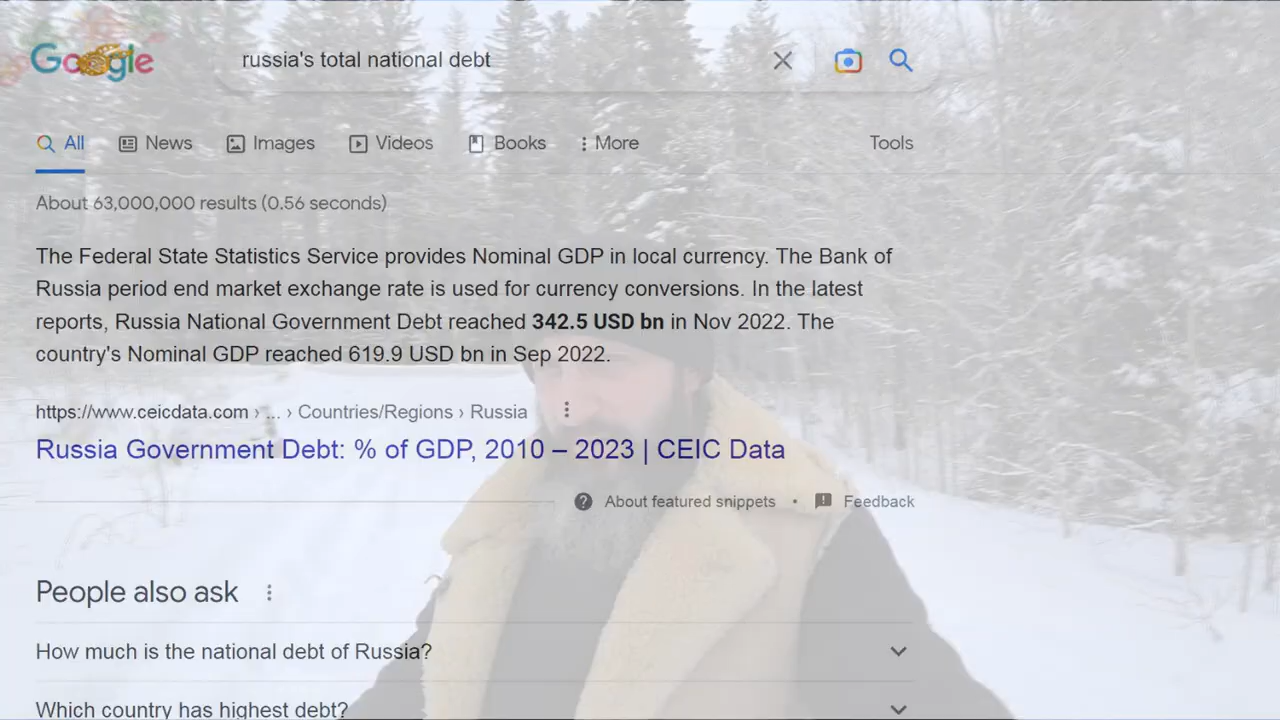 Google
russia's total national debt
All News Images Videos Books More Tools
About 63,000,000 results (0.56 seconds)
The Federal State Statistics Service provides Nominal GDP in local currency. The Bank of
Russia period end market exchange rate is used for currency conversions. In the latest
reports, Russia National Government Debt reached 342.5 USD bn in Nov 2022. The
country's Nominal GDP reached 619.9 USD bn in Sep 2022.
https://www.ceicdata.com › ... › Countries/Regions › Russia
Russia Government Debt: % of GDP, 2010 – 2023 | CEIC Data
About featured snippets • Feedback
People also ask
How much is the national debt of Russia?
Which country has highest debt?